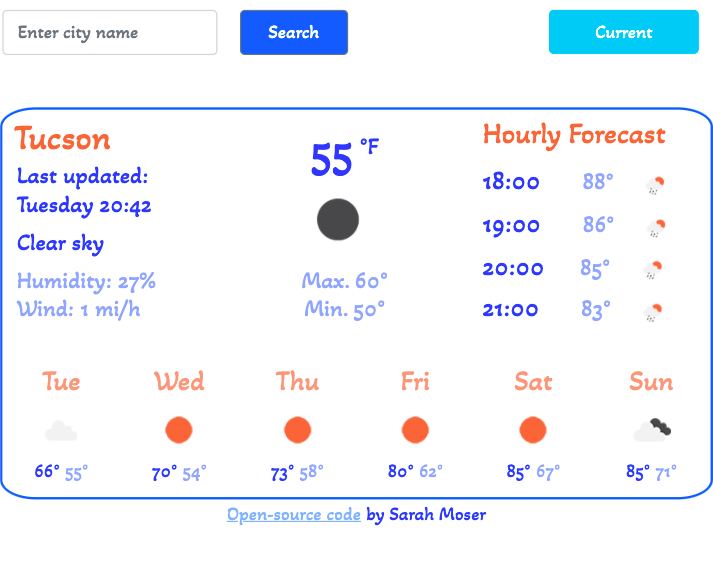 Enter city name
Search
Current
Tucson
Last updated:
Tuesday 20:42
Clear sky
Humidity: 27%
Wind: 1 mi/h
55 °F
Max. 60°
Min. 50°
Hourly Forecast
18:00 88°
19:00 86°
20:00 85°
21:00 83°
Tue Wed Thu Fri Sat Sun
66° 55° 70° 54° 73° 58° 80° 62° 85° 67° 85° 71°
Open-source code by Sarah Moser